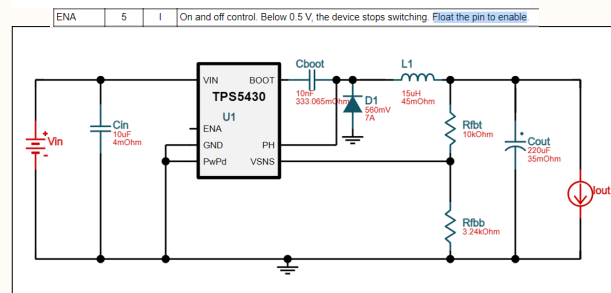 ENA 5 I On and off control. Below 0.5 V, the device stops switching. Float the pin to enable.
Cboot
10nF
333.065mOhm
L1
15uH
45mOhm
VIN BOOT
TPS5430
U1
ENA
GND PH
PwPd VSNS
Cin
10uF
4mOhm
Vin
D1
560mV
7A
Rfbt
10kOhm
Cout
220uF
35mOhm
Iout
Rfbb
3.24kOhm